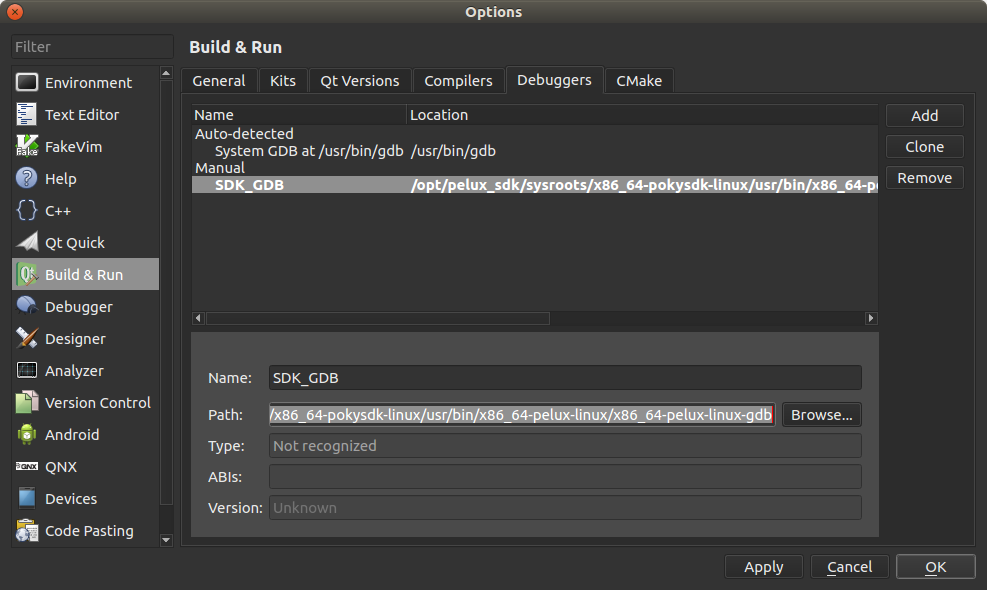 Options
Filter
Environment
Text Editor
FakeVim
Help
C++
Qt Quick
Build & Run
Debugger
Designer
Analyzer
Version Control
Android
QNX
Devices
Code Pasting
Build & Run
General Kits Qt Versions Compilers Debuggers CMake
Name Location
Auto-detected
System GDB at /usr/bin/gdb /usr/bin/gdb
Manual
SDK_GDB /opt/pelux_sdk/sysroots/x86_64-pokysdk-linux/usr/bin/x86_64-pe
Add
Clone
Remove
Name: SDK_GDB
Path: /x86_64-pokysdk-linux/usr/bin/x86_64-pelux-linux/x86_64-pelux-linux-gdb Browse...
Type: Not recognized
ABIs:
Version: Unknown
Apply Cancel OK